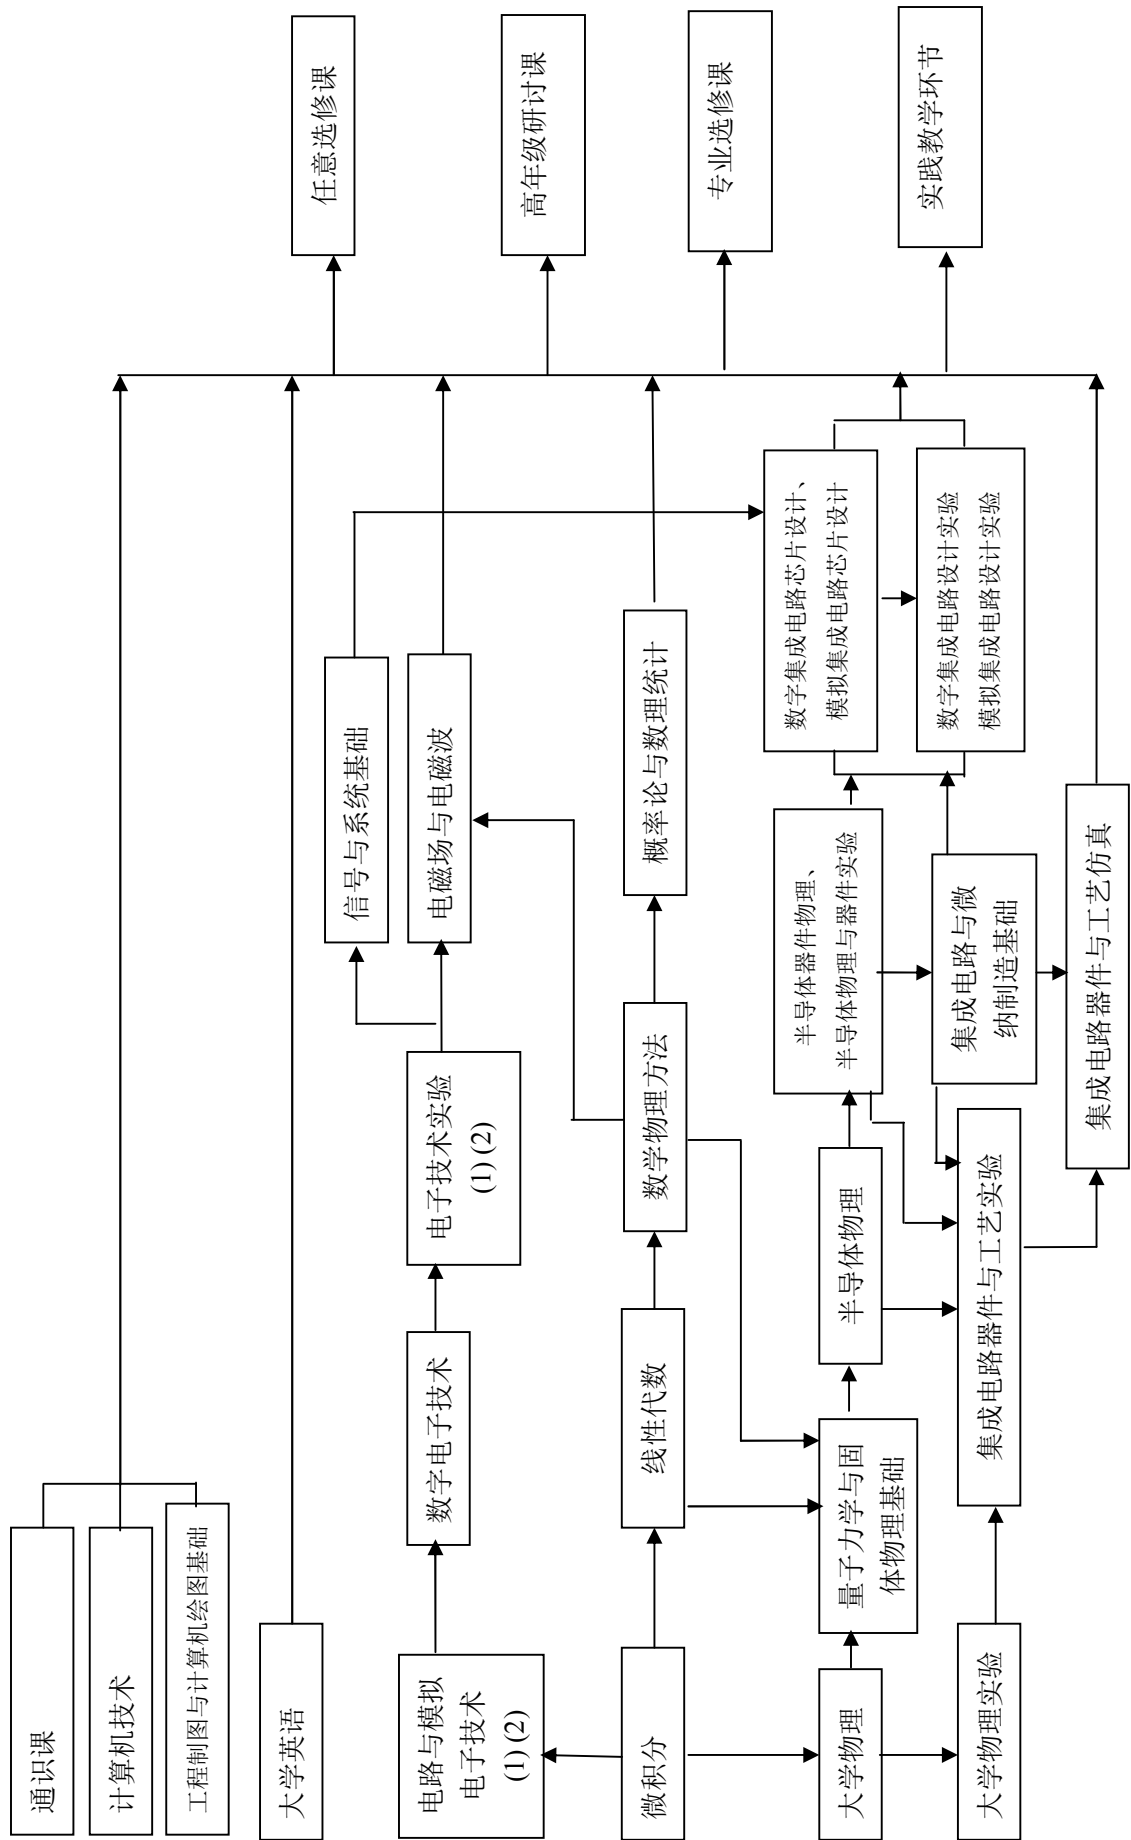 通识课
计算机技术
工程制图与计算机绘图基础
大学英语
电路与模拟
电子技术
(1) (2)
数字电子技术
电子技术实验
(1) (2)
信号与系统基础
电磁场与电磁波
微积分
线性代数
数学物理方法
概率论与数理统计
大学物理
量子力学与固
体物理基础
半导体物理
半导体器件物理、
半导体物理与器件实验
数字集成电路芯片设计、
模拟集成电路芯片设计
数字集成电路设计实验
模拟集成电路设计实验
集成电路与微
纳制造基础
大学物理实验
集成电路器件与工艺实验
集成电路器件与工艺仿真
任意选修课
高年级研讨课
专业选修课
实践教学环节